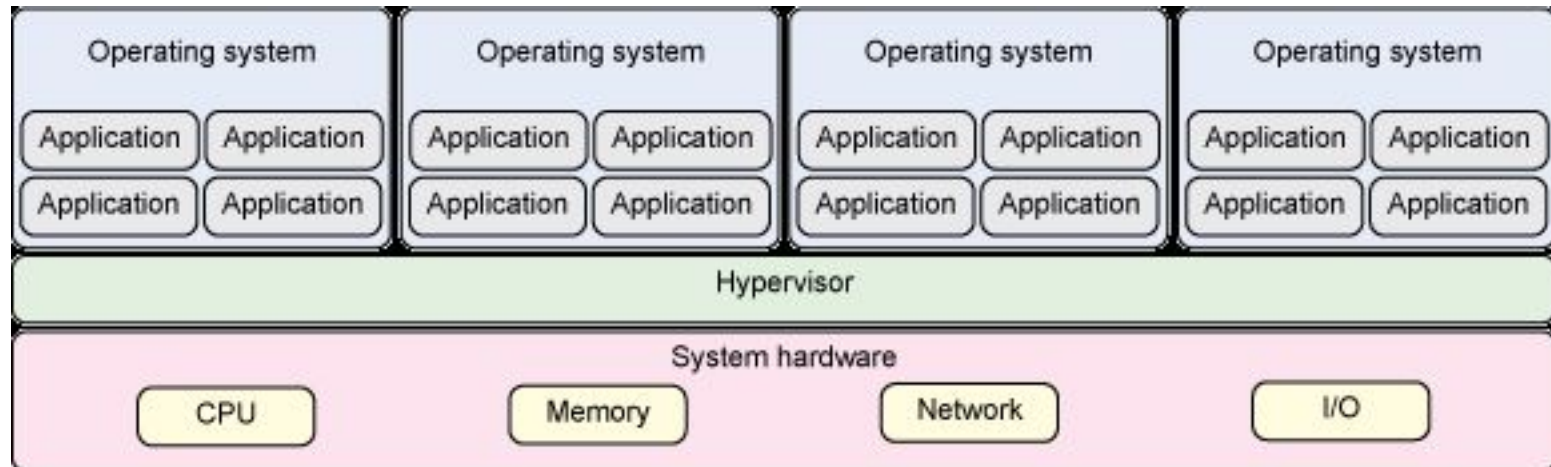 Operating system Operating system Operating system Operating system
Application Application Application Application Application Application Application Application
Application Application Application Application Application Application Application Application
Hypervisor
System hardware
CPU Memory Network I/O